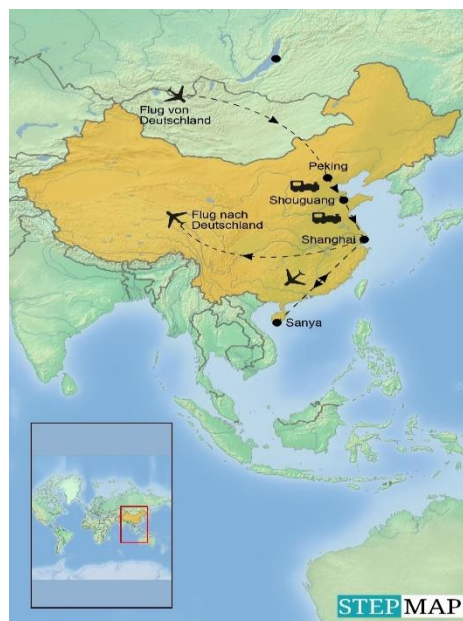 Flug von
Deutschland
Peking
Shouguang
Flug nach
Deutschland
Shanghai
Sanya
STEPMAP